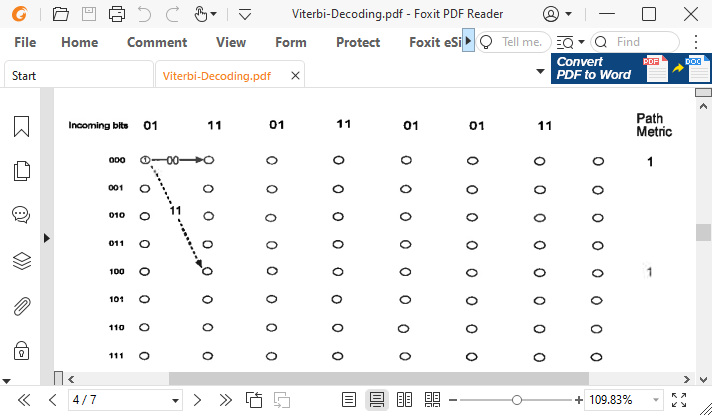 Viterbi-Decoding.pdf - Foxit PDF Reader
File Home Comment View Form Protect Foxit eSi Tell me. Find
Start Viterbi-Decoding.pdf Convert PDF to Word PDF DOC
Incoming bits 01 11 01 11 01 01 11 Path Metric
000 1 00 1
001
010 11
011
100 1
101
110
111
4 / 7 109.83%